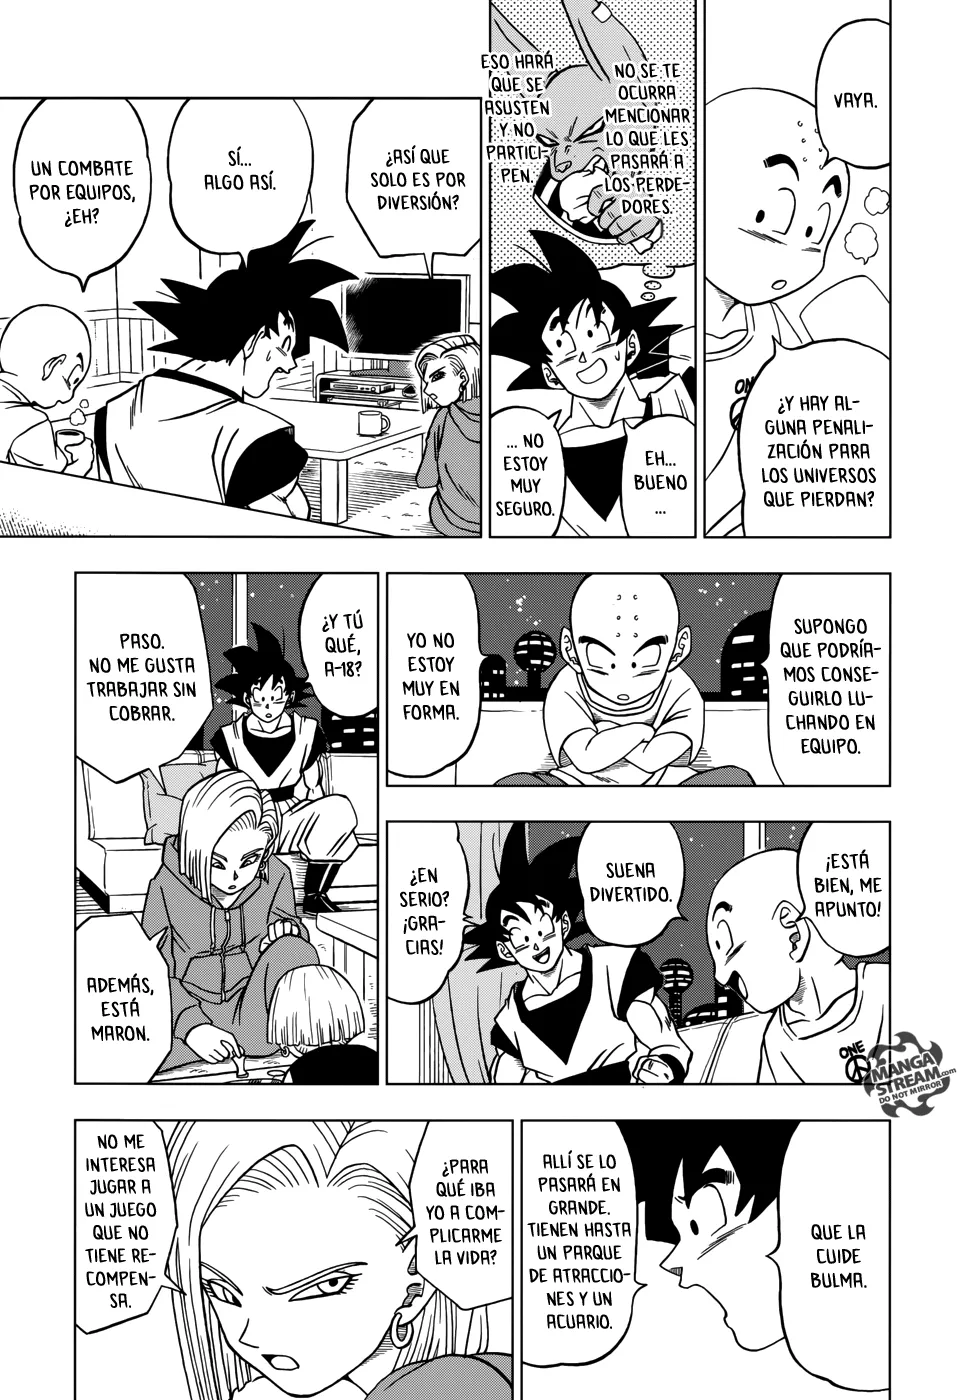 VAYA.
¿Y HAY AL-
GUNA PENALI-
ZACIÓN PARA
LOS UNIVERSOS
QUE PIERDAN?
NO SE TE
OCURRA
MENCIONAR
LO QUE LES
PASARÁ A
LOS PERDE-
DORES.
ESO HARÁ
QUE SE
ASUSTEN
Y NO
PARTICI-
PEN.
EH...
BUENO
...
... NO
ESTOY
MUY
SEGURO.
¿ASÍ QUE
SOLO ES POR
DIVERSIÓN?
SÍ...
ALGO ASÍ.
UN COMBATE
POR EQUIPOS,
¿EH?
SUPONGO
QUE PODRÍA-
MOS CONSE-
GUIRLO LU-
CHANDO EN
EQUIPO.
YO NO
ESTOY
MUY EN
FORMA.
¡ESTÁ
BIEN, ME
APUNTO!
SUENA
DIVERTIDO.
¿EN
SERIO?
¡GRA-
CIAS!
¿Y TÚ
QUÉ,
A-18?
PASO.
NO ME GUSTA
TRABAJAR SIN
COBRAR.
ADEMÁS,
ESTÁ
MARON.
QUE LA
CUIDE
BULMA.
ALLÍ SE LO
PASARÁ EN
GRANDE.
TIENEN HASTA
UN PARQUE
DE ATRACCIO-
NES Y UN
ACUARIO.
¿PARA
QUÉ IBA
YO A COM-
PLICARME
LA VIDA?
NO ME
INTERESA
JUGAR A
UN JUEGO
QUE NO
TIENE RE-
COMPEN-
SA.
ONE
ONE
MANGA
STREAM.com
DO NOT MIRROR